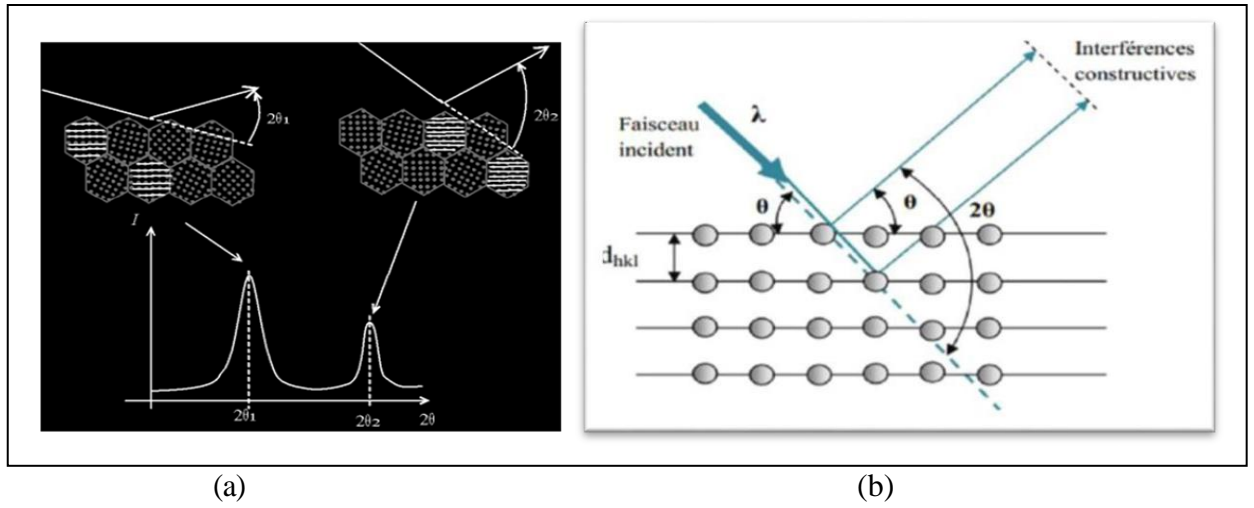 2θ1
2θ2
I
2θ1
2θ2
2θ
Interférences
constructives
λ
Faisceau
incident
θ
θ
2θ
dhkl
(a)
(b)